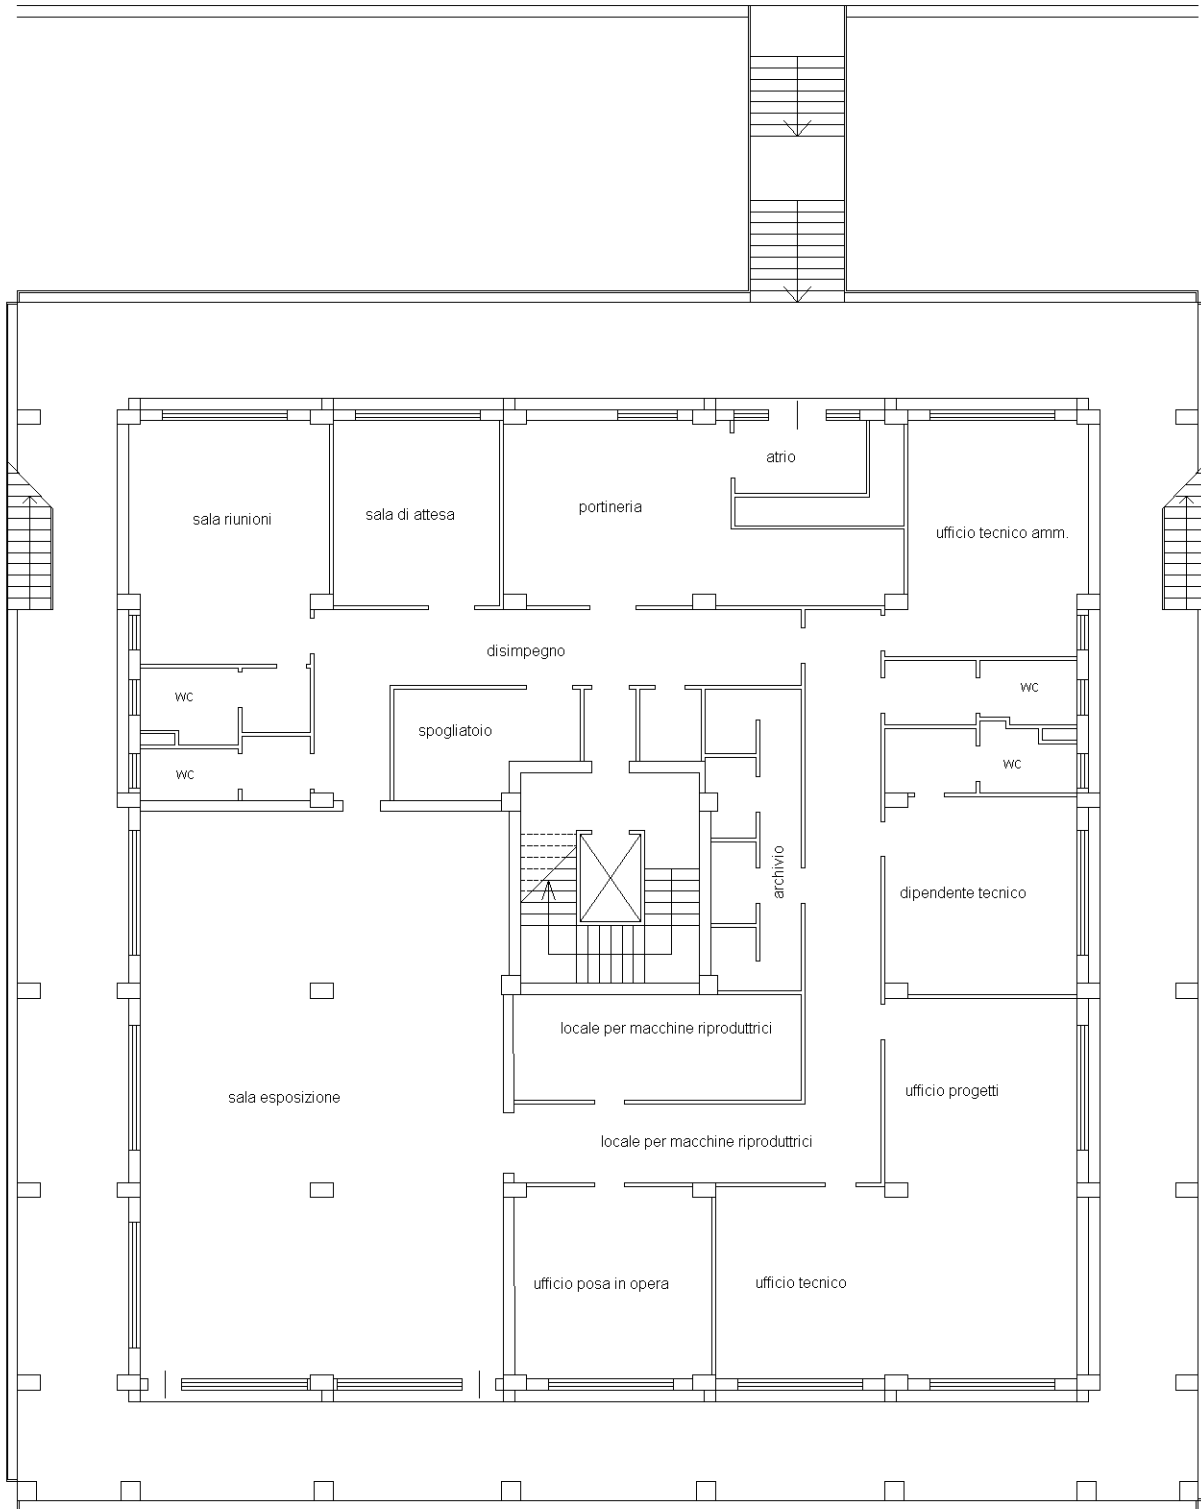 atrio
sala riunioni
sala di attesa
portineria
ufficio tecnico amm.
disimpegno
wc
wc
spogliatoio
wc
wc
archivio
dipendente tecnico
locale per macchine riproduttrici
sala esposizione
ufficio progetti
locale per macchine riproduttrici
ufficio posa in opera
ufficio tecnico